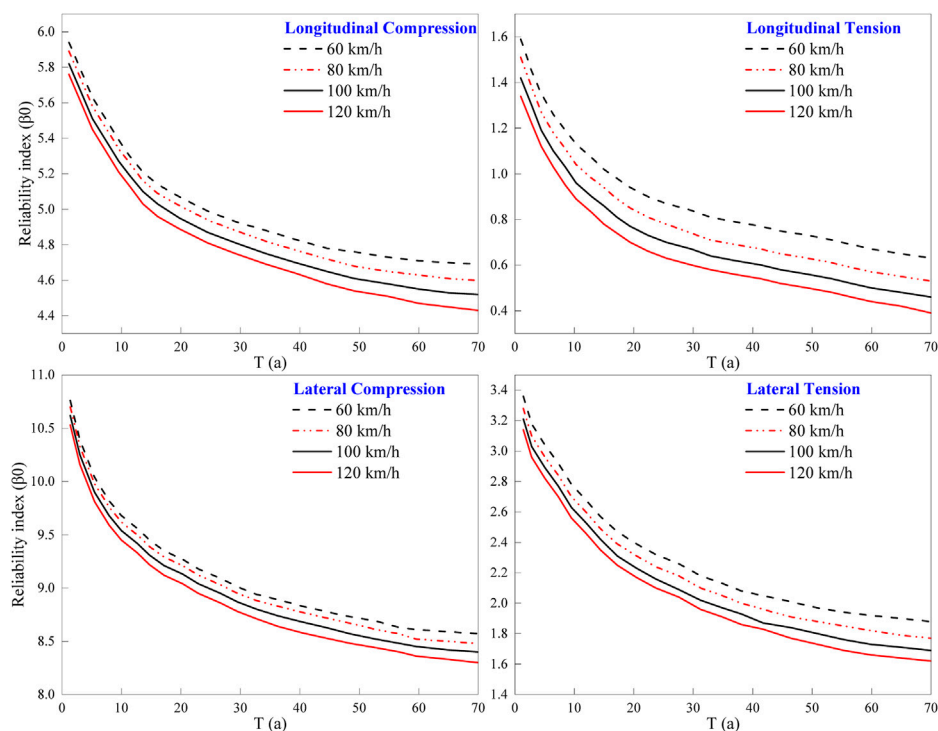 Longitudinal Compression
60 km/h
80 km/h
100 km/h
120 km/h
Reliability index (β0)
6.0
5.8
5.6
5.4
5.2
5.0
4.8
4.6
4.4
0 10 20 30 40 50 60 70
T (a)
Longitudinal Tension
60 km/h
80 km/h
100 km/h
120 km/h
1.6
1.4
1.2
1.0
0.8
0.6
0.4
0 10 20 30 40 50 60 70
T (a)
Lateral Compression
60 km/h
80 km/h
100 km/h
120 km/h
Reliability index (β0)
11.0
10.5
10.0
9.5
9.0
8.5
8.0
0 10 20 30 40 50 60 70
T (a)
Lateral Tension
60 km/h
80 km/h
100 km/h
120 km/h
3.4
3.2
3.0
2.8
2.6
2.4
2.2
2.0
1.8
1.6
1.4
0 10 20 30 40 50 60 70
T (a)